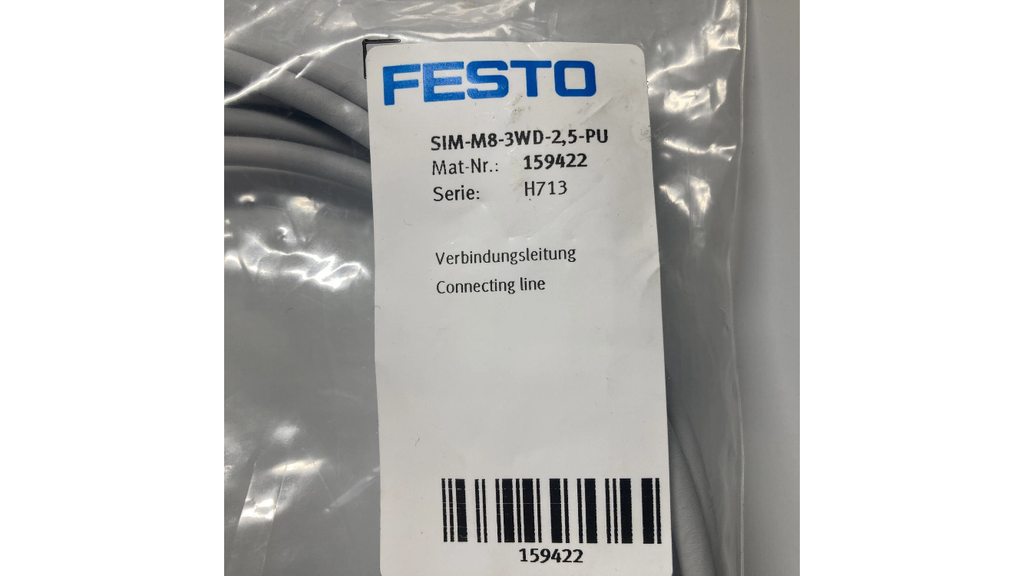 FESTO
SIM-M8-3WD-2,5-PU
Mat-Nr.: 159422
Serie: H713
Verbindungsleitung
Connecting line
159422